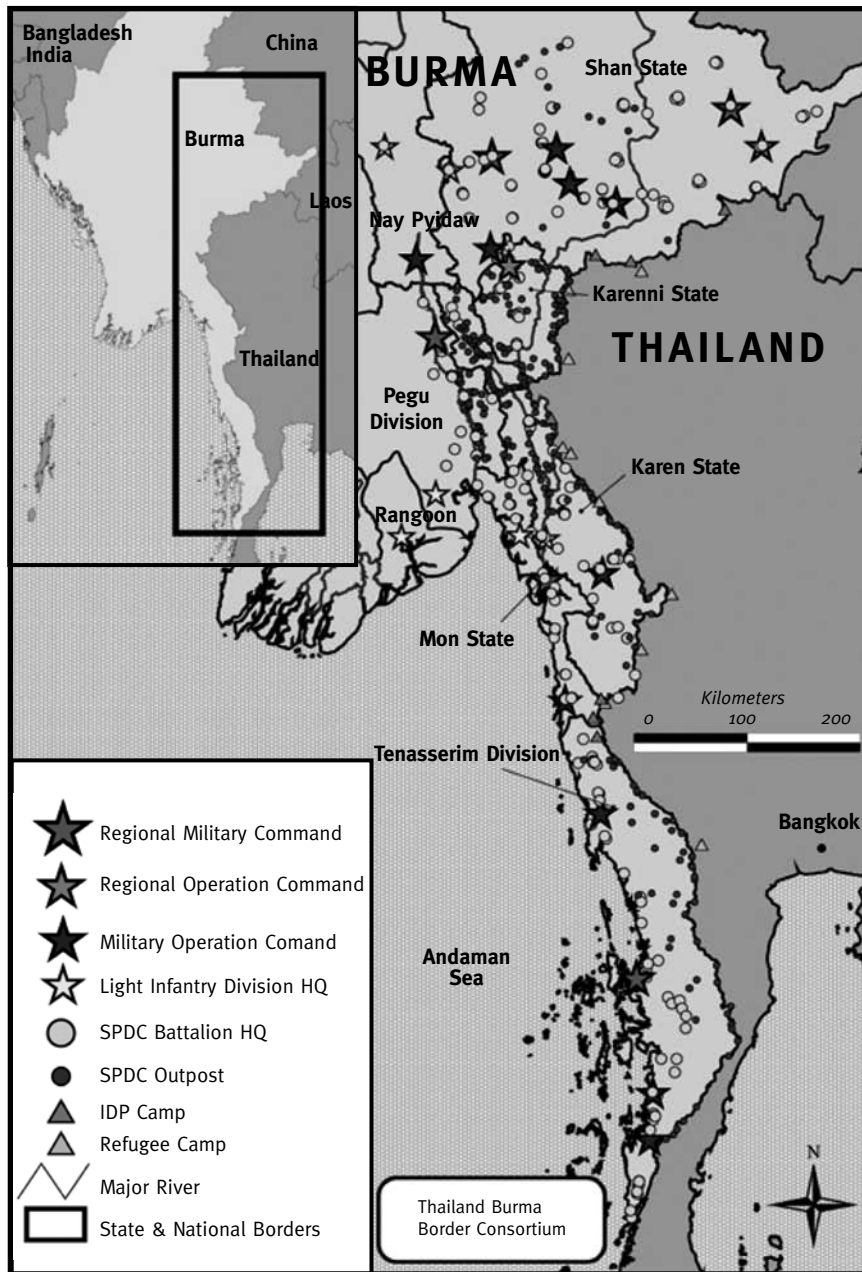 Bangladesh
India
China
Burma
Laos
Thailand
BURMA
Shan State
Nay Pyidaw
Karenni State
THAILAND
Pegu
Division
Karen State
Rangoon
Mon State
Kilometers
0 100 200
Tenasserim Division
Bangkok
Andaman
Sea
Regional Military Command
Regional Operation Command
Military Operation Comand
Light Infantry Division HQ
SPDC Battalion HQ
SPDC Outpost
IDP Camp
Refugee Camp
Major River
State & National Borders
Thailand Burma
Border Consortium
N